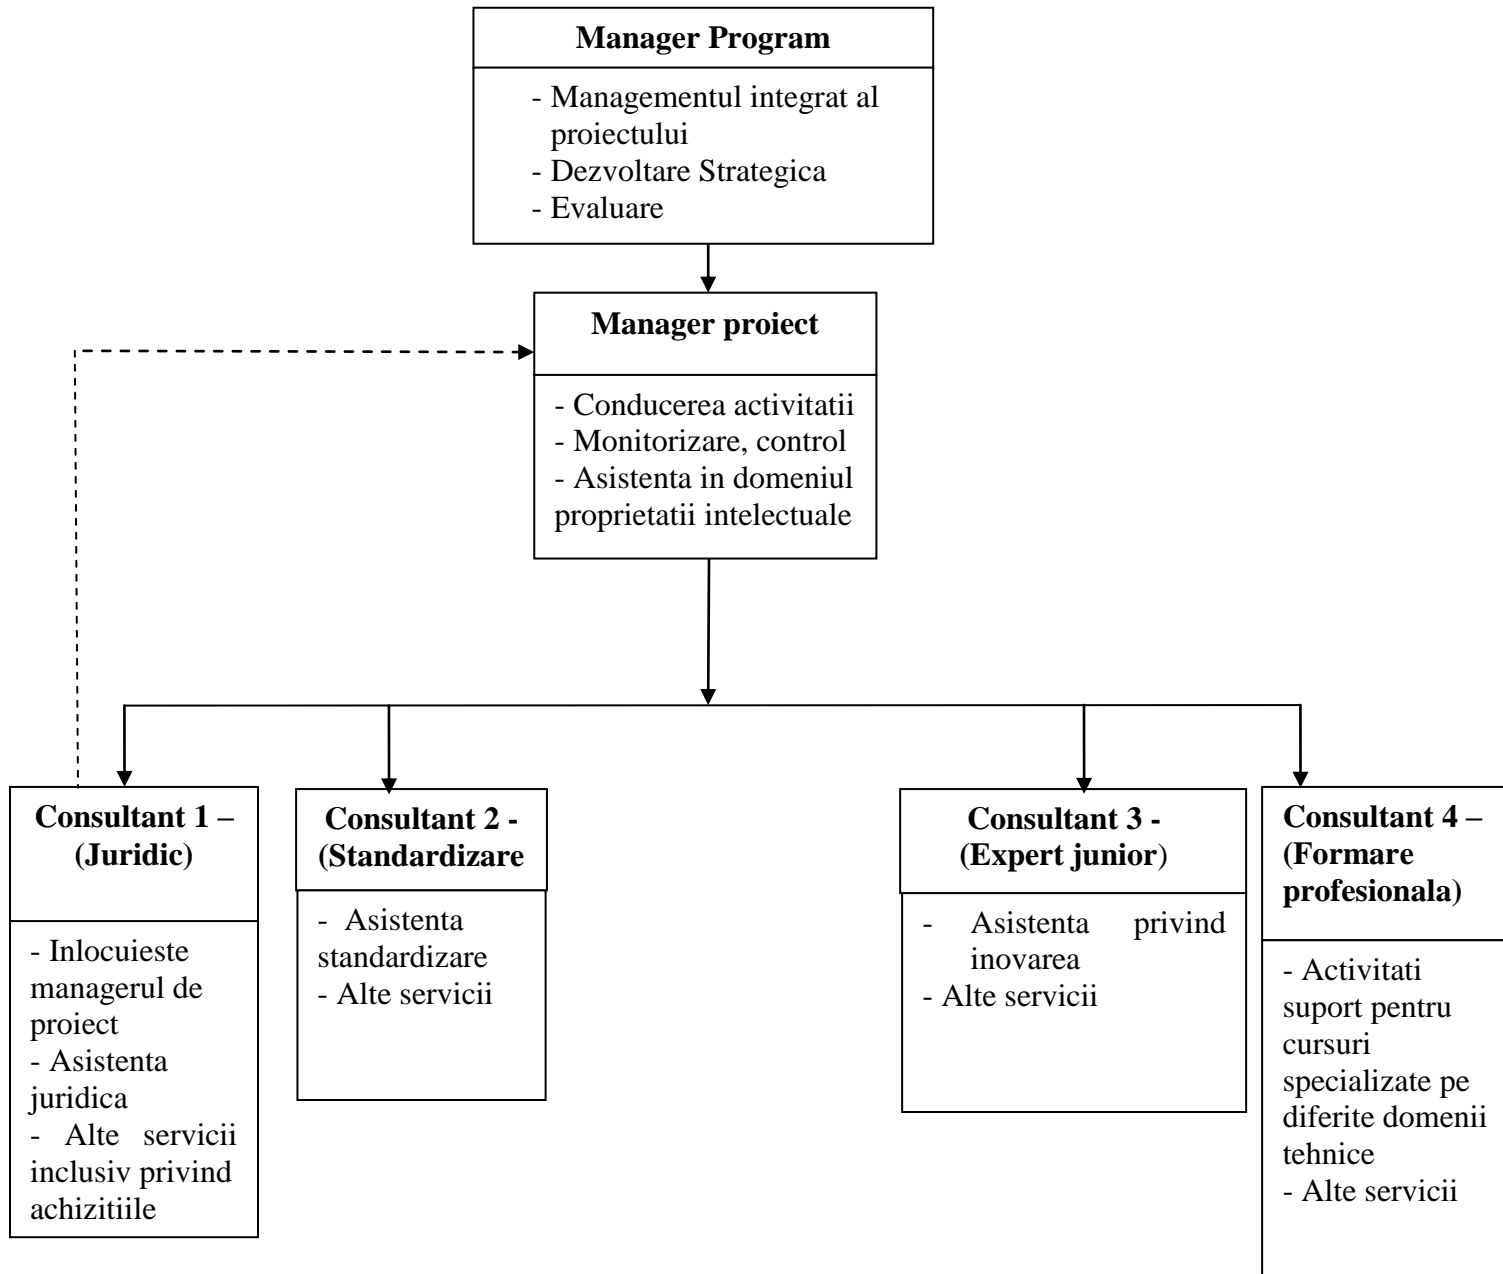 Manager Program
- Managementul integrat al
proiectului
- Dezvoltare Strategica
- Evaluare
Manager proiect
- Conducerea activitatii
- Monitorizare, control
- Asistenta in domeniul
proprietatii intelectuale
Consultant 1 –
(Juridic)
- Inlocuieste
managerul de
proiect
- Asistenta
juridica
- Alte servicii
inclusiv privind
achizitiile
Consultant 2 -
(Standardizare
- Asistenta
standardizare
- Alte servicii
Consultant 3 -
(Expert junior)
- Asistenta privind
inovarea
- Alte servicii
Consultant 4 –
(Formare
profesionala)
- Activitati
suport pentru
cursuri
specializate pe
diferite domenii
tehnice
- Alte servicii